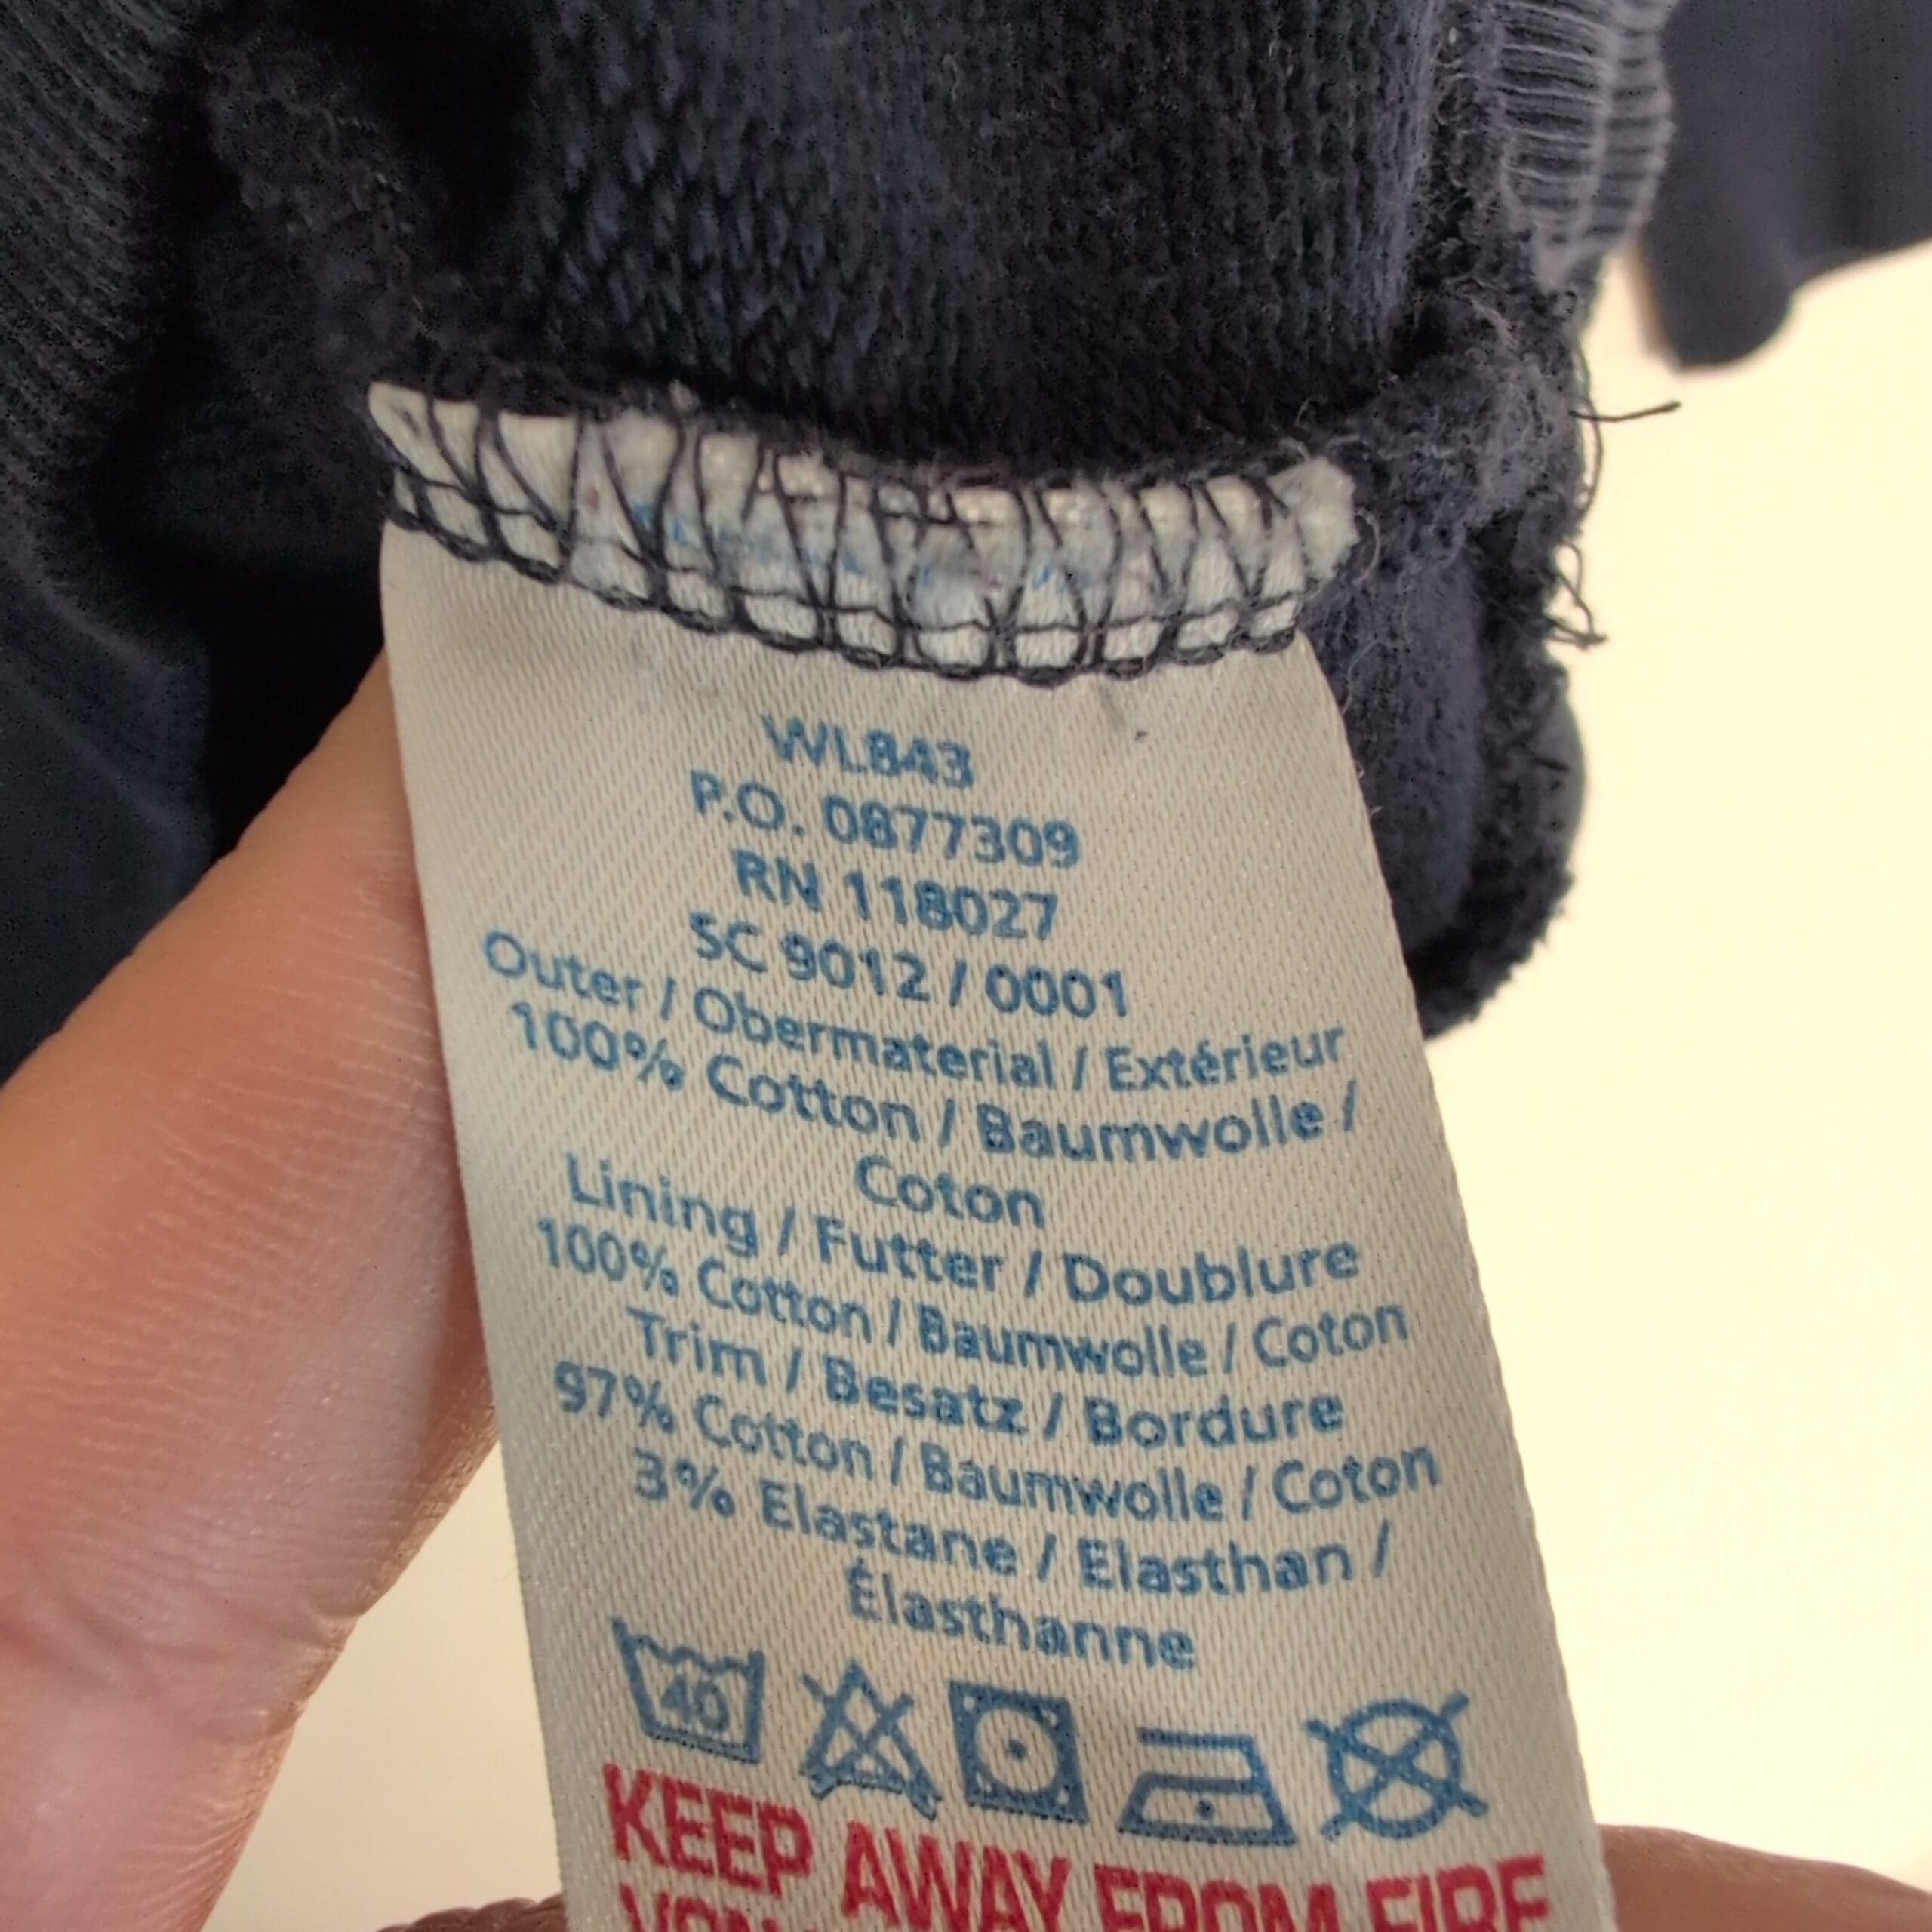 WL843
P.O. 0877309
RN 118027
SC 9012 / 0001
Outer / Obermaterial / Extérieur
100% Cotton / Baumwolle /
Coton
Lining / Futter / Doublure
100% Cotton / Baumwolle / Coton
Trim / Besatz / Bordure
97% Cotton / Baumwolle / Coton
3% Elastane / Elasthan /
Élasthanne
40
KEEP AWAY FROM FIRE